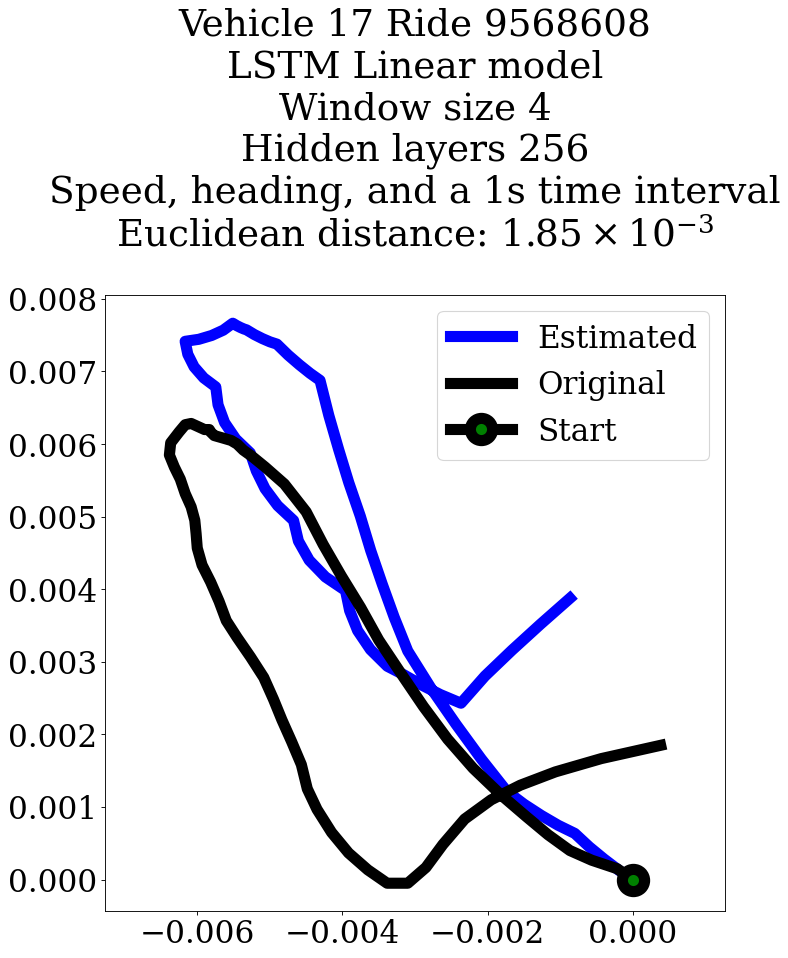 Vehicle 17 Ride 9568608
LSTM Linear model
Window size 4
Hidden layers 256
Speed, heading, and a 1s time interval
Euclidean distance: 1.85 × 10⁻³
0.008
0.007
0.006
0.005
0.004
0.003
0.002
0.001
0.000
Estimated
Original
Start
−0.006 −0.004 −0.002 0.000